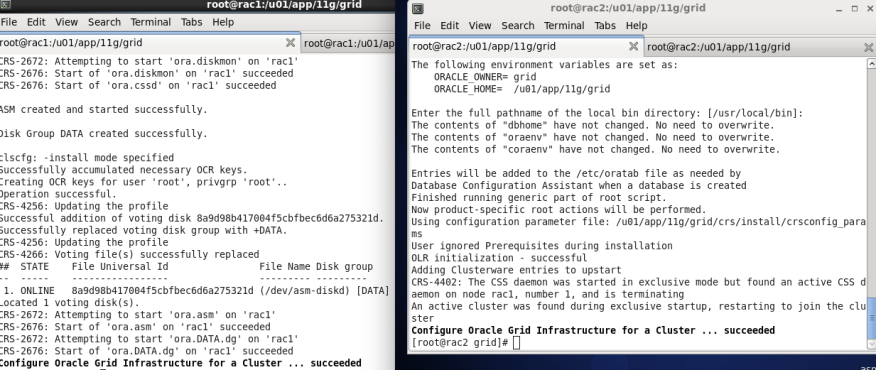 root@rac1:/u01/app/11g/grid
File Edit View Search Terminal Tabs Help
root@rac1:/u01/app/11g/grid
root@rac1:/u01/ap
CRS-2672: Attempting to start 'ora.diskmon' on 'rac1'
CRS-2676: Start of 'ora.diskmon' on 'rac1' succeeded
CRS-2676: Start of 'ora.cssd' on 'rac1' succeeded
ASM created and started successfully.
Disk Group DATA created successfully.
clscfg: -install mode specified
Successfully accumulated necessary OCR keys.
Creating OCR keys for user 'root', privgrp 'root'..
Operation successful.
CRS-4256: Updating the profile
Successful addition of voting disk 8a9d98b417004f5cbfbec6d6a275321d.
Successfully replaced voting disk group with +DATA.
CRS-4256: Updating the profile
CRS-4266: Voting file(s) successfully replaced
## STATE File Universal Id File Name Disk group
-- ----- ----------------- --------- ---------
1. ONLINE 8a9d98b417004f5cbfbec6d6a275321d (/dev/asm-diskd) [DATA]
Located 1 voting disk(s).
CRS-2672: Attempting to start 'ora.asm' on 'rac1'
CRS-2676: Start of 'ora.asm' on 'rac1' succeeded
CRS-2672: Attempting to start 'ora.DATA.dg' on 'rac1'
CRS-2676: Start of 'ora.DATA.dg' on 'rac1' succeeded
Configure Oracle Grid Infrastructure for a Cluster ... succeeded
root@rac2:/u01/app/11g/grid
File Edit View Search Terminal Tabs Help
root@rac2:/u01/app/11g/grid
root@rac2:/u01/app/11g/grid
The following environment variables are set as:
ORACLE_OWNER= grid
ORACLE_HOME= /u01/app/11g/grid
Enter the full pathname of the local bin directory: [/usr/local/bin]:
The contents of "dbhome" have not changed. No need to overwrite.
The contents of "oraenv" have not changed. No need to overwrite.
The contents of "coraenv" have not changed. No need to overwrite.
Entries will be added to the /etc/oratab file as needed by
Database Configuration Assistant when a database is created
Finished running generic part of root script.
Now product-specific root actions will be performed.
Using configuration parameter file: /u01/app/11g/grid/crs/install/crsconfig_para
ms
User ignored Prerequisites during installation
OLR initialization - successful
Adding Clusterware entries to upstart
CRS-4402: The CSS daemon was started in exclusive mode but found an active CSS d
aemon on node rac1, number 1, and is terminating
An active cluster was found during exclusive startup, restarting to join the clu
ster
Configure Oracle Grid Infrastructure for a Cluster ... succeeded
[root@rac2 grid]#